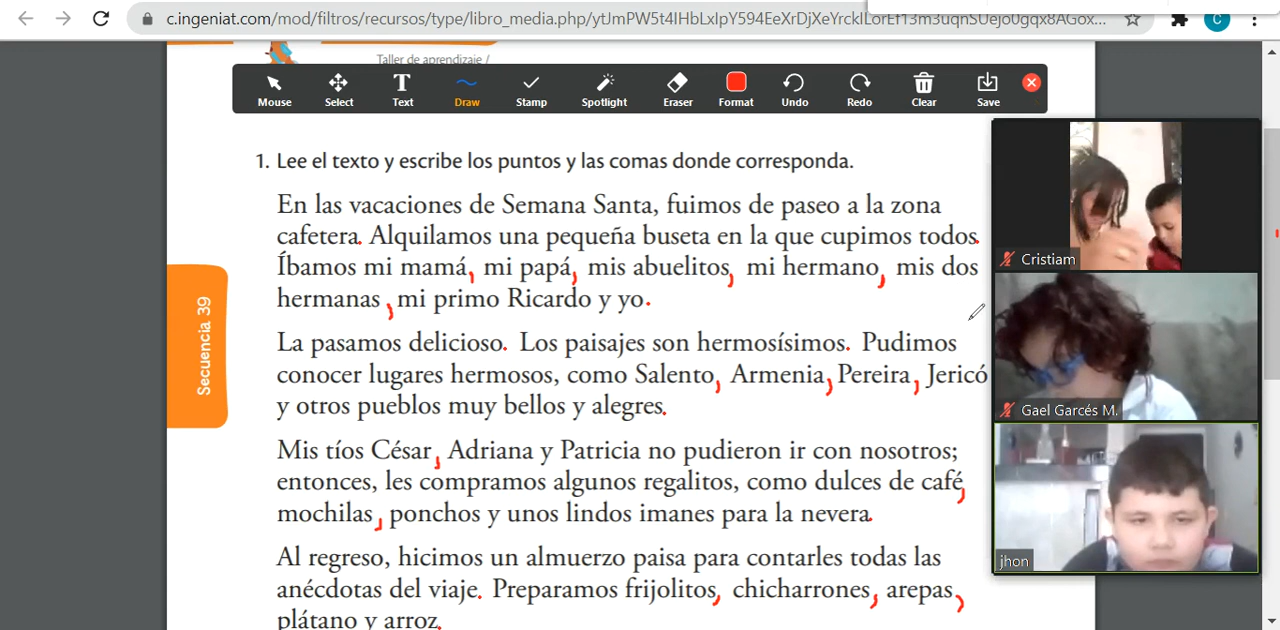 c.ingeniat.com/mod/filtros/recursos/type/libro_media.php/
Taller de aprendizaje /
Mouse Select Text Draw Stamp Spotlight Eraser Format Undo Redo Clear Save
1. Lee el texto y escribe los puntos y las comas donde corresponda.
En las vacaciones de Semana Santa, fuimos de paseo a la zona
cafetera. Alquilamos una pequeña buseta en la que cupimos todos.
Íbamos mi mamá, mi papá, mis abuelitos, mi hermano, mis dos
hermanas, mi primo Ricardo y yo.
La pasamos delicioso. Los paisajes son hermosísimos. Pudimos
conocer lugares hermosos, como Salento, Armenia, Pereira, Jericó
y otros pueblos muy bellos y alegres.
Mis tíos César, Adriana y Patricia no pudieron ir con nosotros;
entonces, les compramos algunos regalitos, como dulces de café,
mochilas, ponchos y unos lindos imanes para la nevera.
Al regreso, hicimos un almuerzo paisa para contarles todas las
anécdotas del viaje. Preparamos frijolitos, chicharrones, arepas,
plátano y arroz.
Secuencia 39
Cristiam
Gael Garcés M.
jhon
C